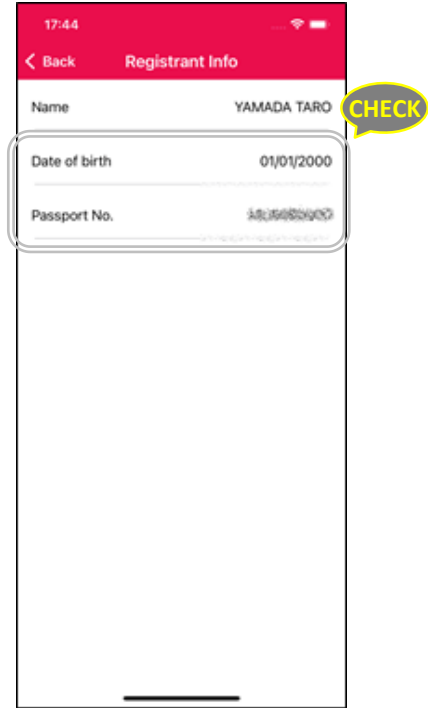 17:44
Back Registrant Info
Name YAMADA TARO
CHECK
Date of birth 01/01/2000
Passport No.